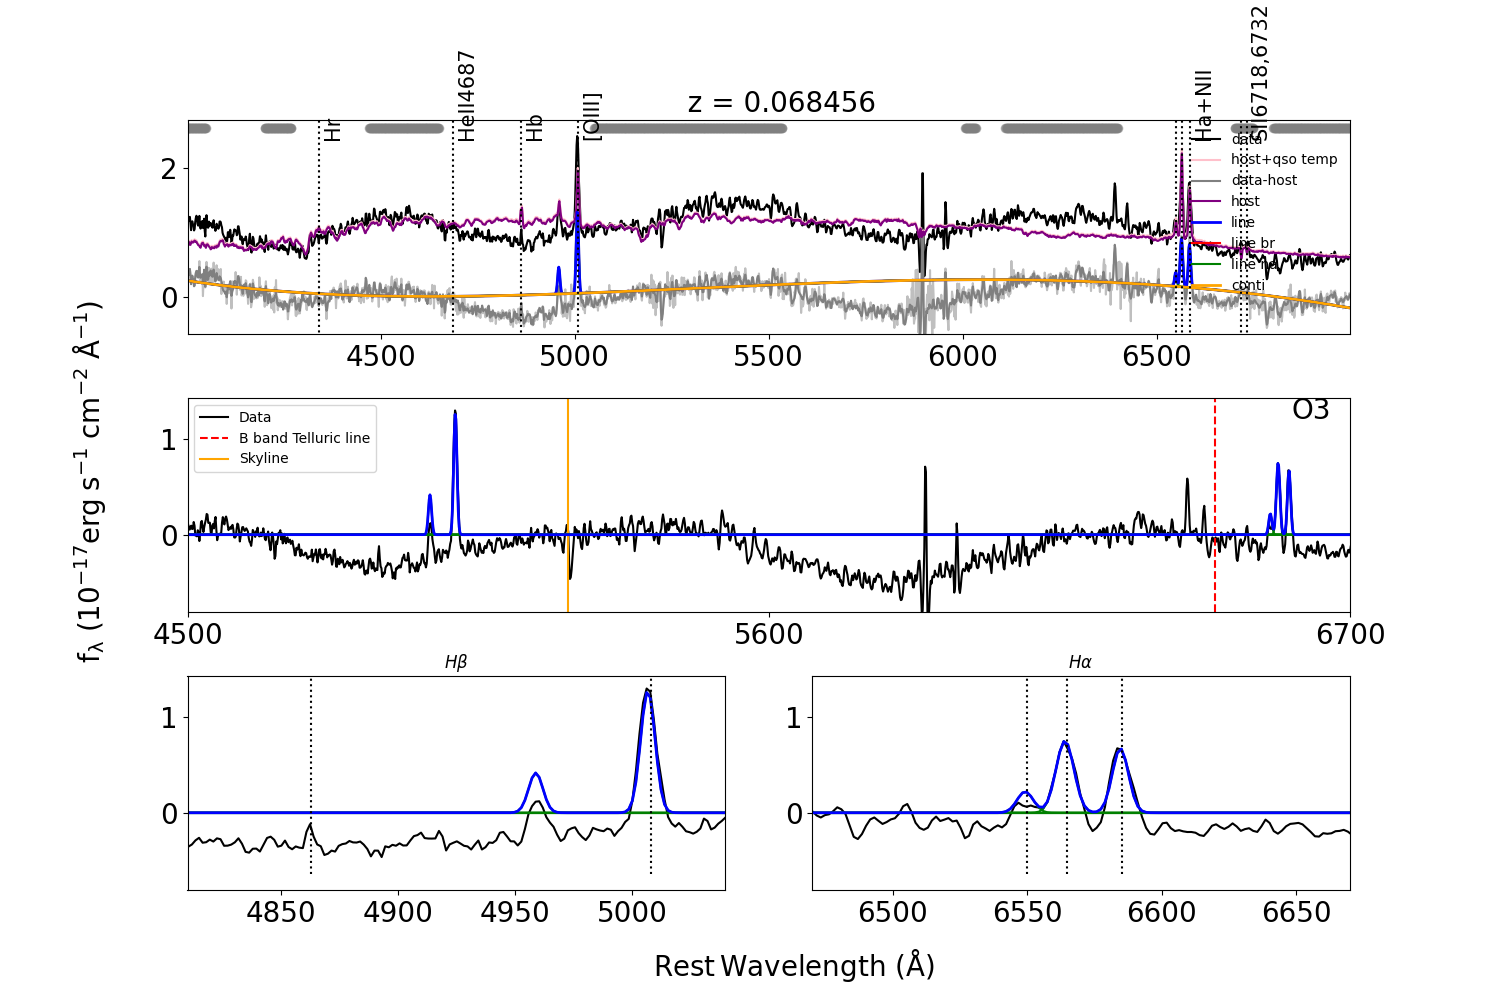 z = 0.068456
Hr
HeII4687
Hb
[OIII]
Ha+NII
SII6718,6732
data
host+qso temp
data-host
host
line
line br
line
conti
2
0
4500
5000
5500
6000
6500
O3
Data
B band Telluric line
Skyline
1
0
4500
5600
6700
Hβ
Hα
1
0
4850
4900
4950
5000
1
0
6500
6550
6600
6650
fλ (10⁻¹⁷erg s⁻¹ cm⁻² Å⁻¹)
Rest Wavelength (Å)